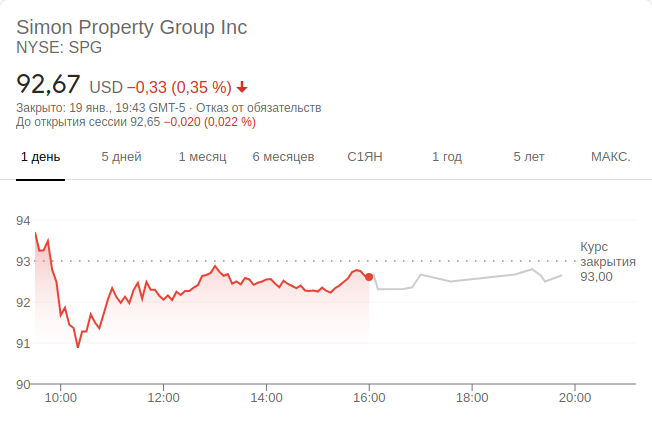 Simon Property Group Inc
NYSE: SPG
92,67 USD −0,33 (0,35 %)
Закрыто: 19 янв., 19:43 GMT-5 · Отказ от обязательств
До открытия сессии 92,65 −0,020 (0,022 %)
1 день 5 дней 1 месяц 6 месяцев С1ЯН 1 год 5 лет МАКС.
94
93
92
91
90
Курс
закрытия
93,00
10:00 12:00 14:00 16:00 18:00 20:00